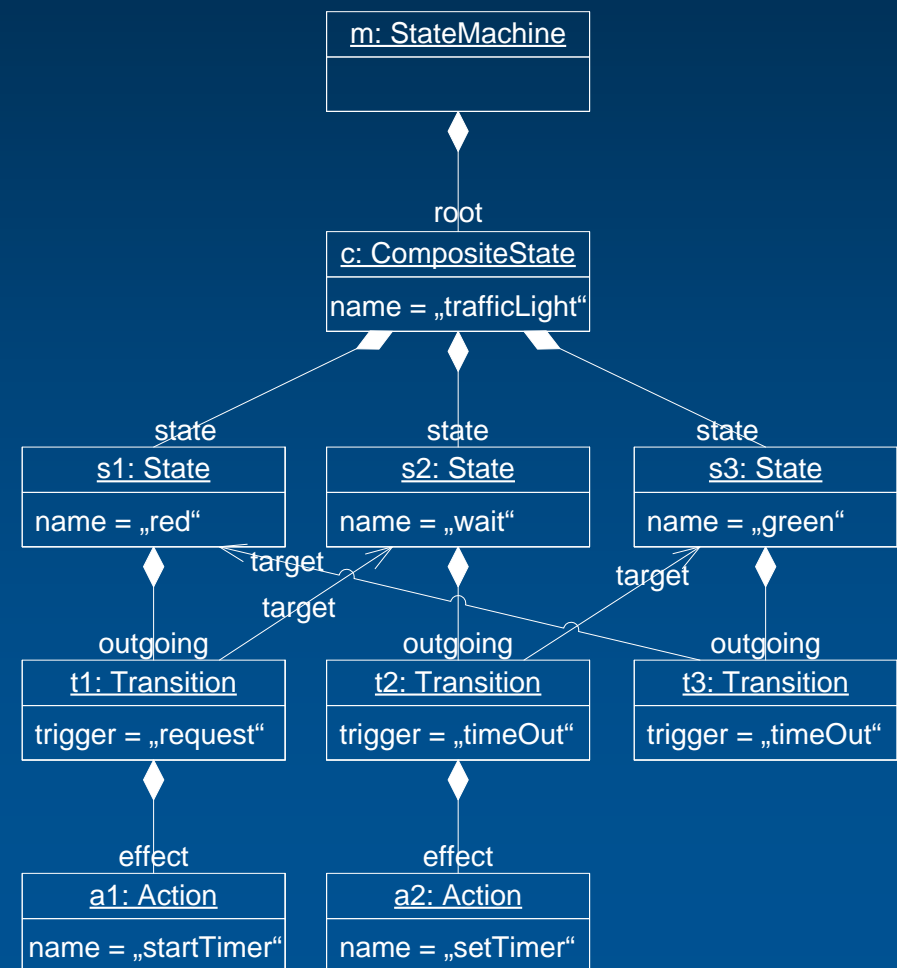 m: StateMachine
root
c: CompositeState
name = „trafficLight“
state
state
state
s1: State
s2: State
s3: State
name = „red“
name = „wait“
name = „green“
target
target
target
outgoing
outgoing
outgoing
t1: Transition
t2: Transition
t3: Transition
trigger = „request“
trigger = „timeOut“
trigger = „timeOut“
effect
effect
a1: Action
a2: Action
name = „startTimer“
name = „setTimer“